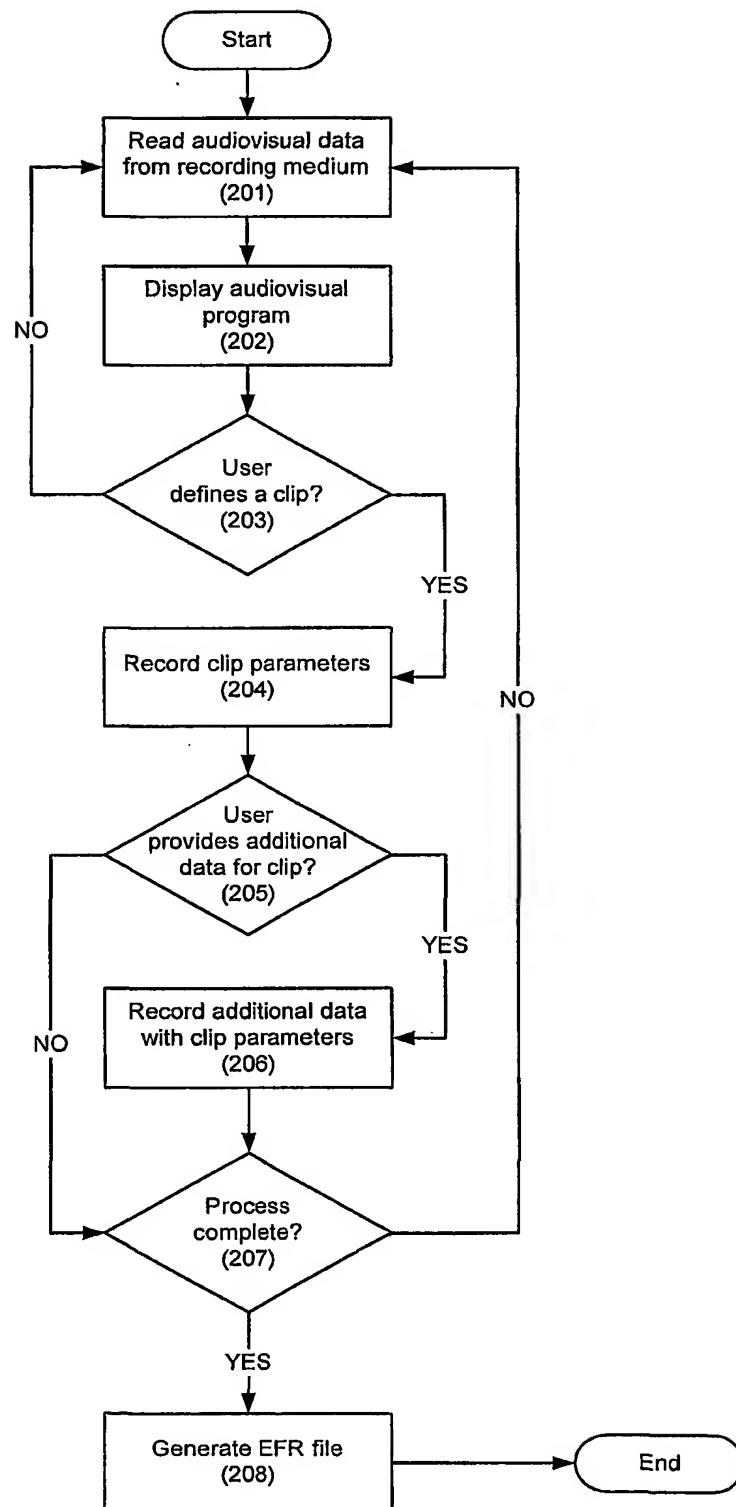 Start
Read audiovisual data
from recording medium
(201)
Display audiovisual
program
(202)
NO
User
defines a clip?
(203)
YES
Record clip parameters
(204)
NO
User
provides additional
data for clip?
(205)
YES
Record additional data
with clip parameters
(206)
NO
Process
complete?
(207)
YES
Generate EFR file
(208)
End